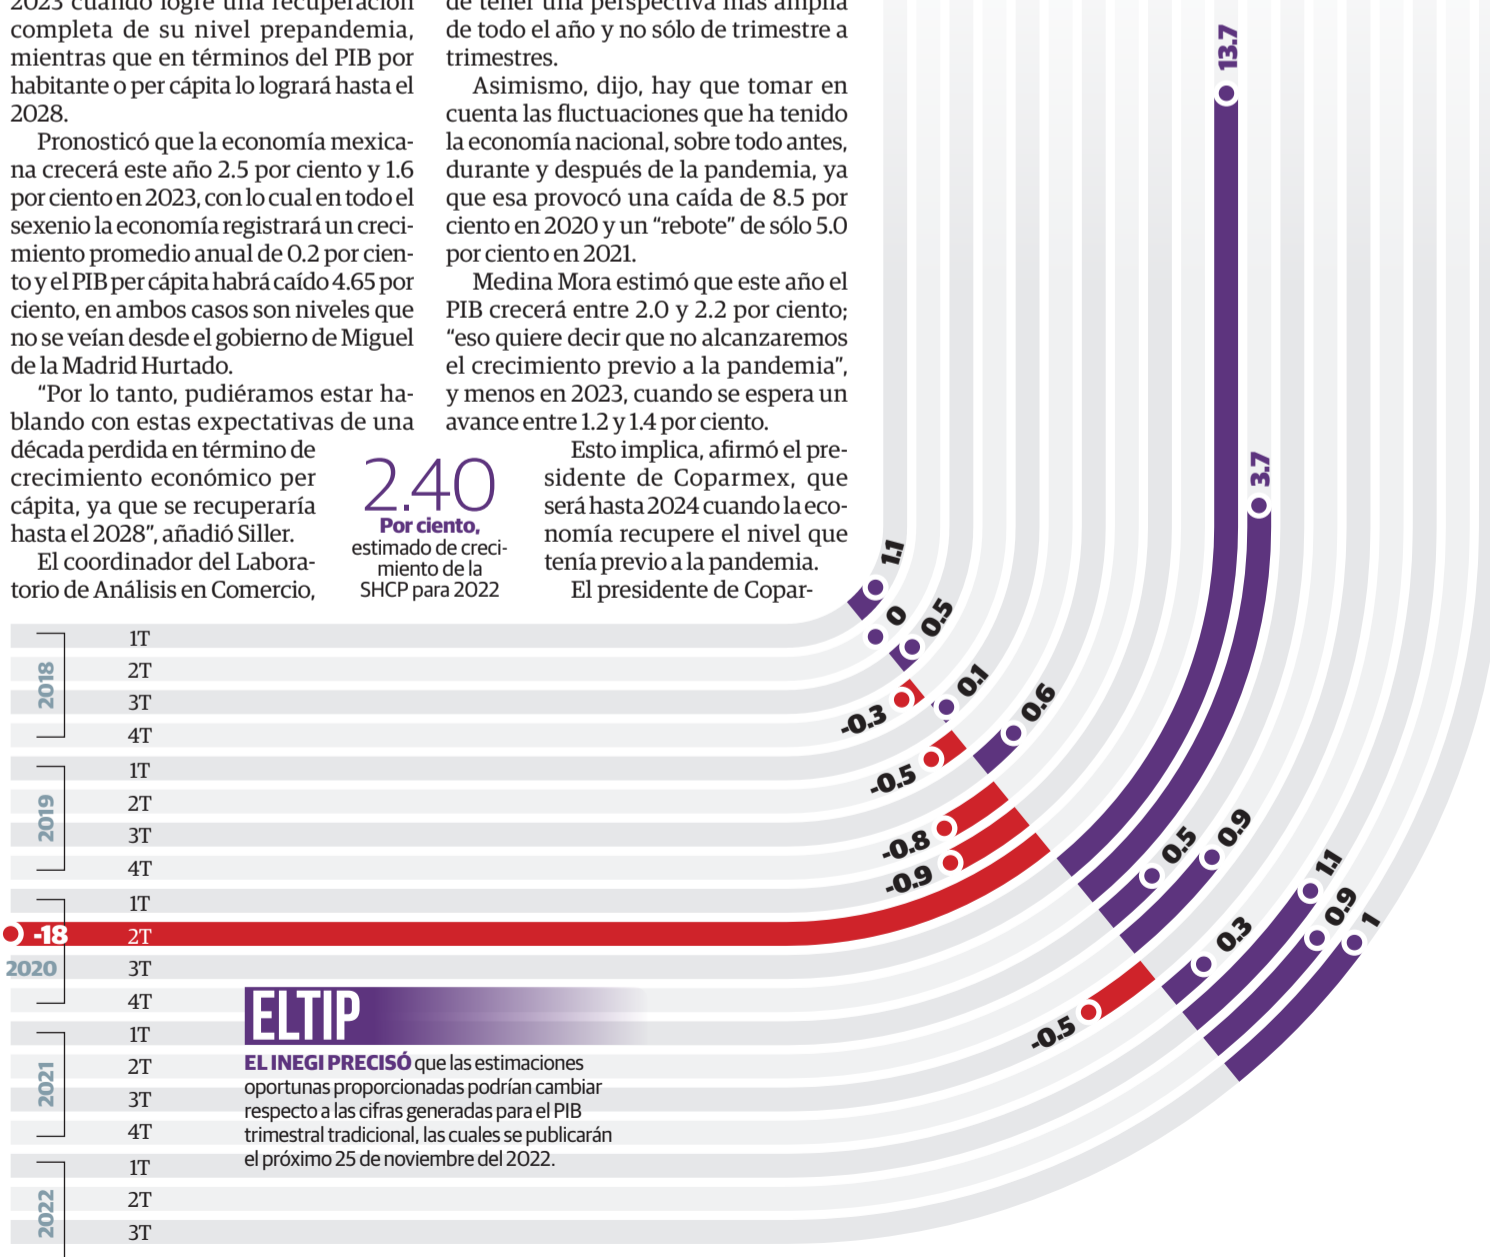 2023 cuando logre una recuperación
completa de su nivel prepandemia,
mientras que en términos del PIB por
habitante o per cápita lo logrará hasta el
2028.
Pronosticó que la economía mexica-
na crecerá este año 2.5 por ciento y 1.6
por ciento en 2023, con lo cual en todo el
sexenio la economía registrará un creci-
miento promedio anual de 0.2 por cien-
to y el PIB per cápita habrá caído 4.65 por
ciento, en ambos casos son niveles que
no se veían desde el gobierno de Miguel
de la Madrid Hurtado.
“Por lo tanto, pudiéramos estar ha-
blando con estas expectativas de una
década perdida en término de
crecimiento económico per
cápita, ya que se recuperaría
hasta el 2028”, añadió Siller.
El coordinador del Labora-
torio de Análisis en Comercio,
de tener una perspectiva más amplia
de todo el año y no sólo de trimestre a
trimestres.
Asimismo, dijo, hay que tomar en
cuenta las fluctuaciones que ha tenido
la economía nacional, sobre todo antes,
durante y después de la pandemia, ya
que esa provocó una caída de 8.5 por
ciento en 2020 y un “rebote” de sólo 5.0
por ciento en 2021.
Medina Mora estimó que este año el
PIB crecerá entre 2.0 y 2.2 por ciento;
“eso quiere decir que no alcanzaremos
el crecimiento previo a la pandemia”,
y menos en 2023, cuando se espera un
avance entre 1.2 y 1.4 por ciento.
Esto implica, afirmó el pre-
sidente de Coparmex, que
será hasta 2024 cuando la eco-
nomía recupere el nivel que
tenía previo a la pandemia.
El presidente de Copar-
2.40
Por ciento,
estimado de creci-
miento de la
SHCP para 2022
2018
1T
2T
3T
4T
2019
1T
2T
3T
4T
2020
1T
2T
3T
4T
2021
1T
2T
3T
4T
2022
1T
2T
3T
1.1
0
0.5
-0.3
0.1
-0.5
0.6
-0.8
-0.9
-18
13.7
3.7
0.5
0.9
-0.5
0.3
1.1
0.9
1
EL TIP
EL INEGI PRECISÓ que las estimaciones
oportunas proporcionadas podrían cambiar
respecto a las cifras generadas para el PIB
trimestral tradicional, las cuales se publicarán
el próximo 25 de noviembre del 2022.